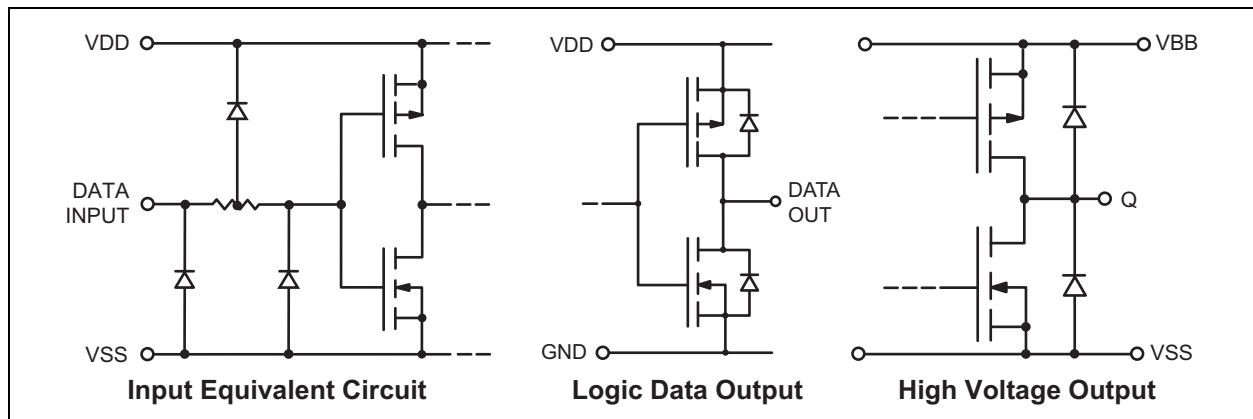 VDD
DATA
INPUT
VSS
Input Equivalent Circuit
VDD
DATA
OUT
GND
Logic Data Output
VBB
Q
VSS
High Voltage Output